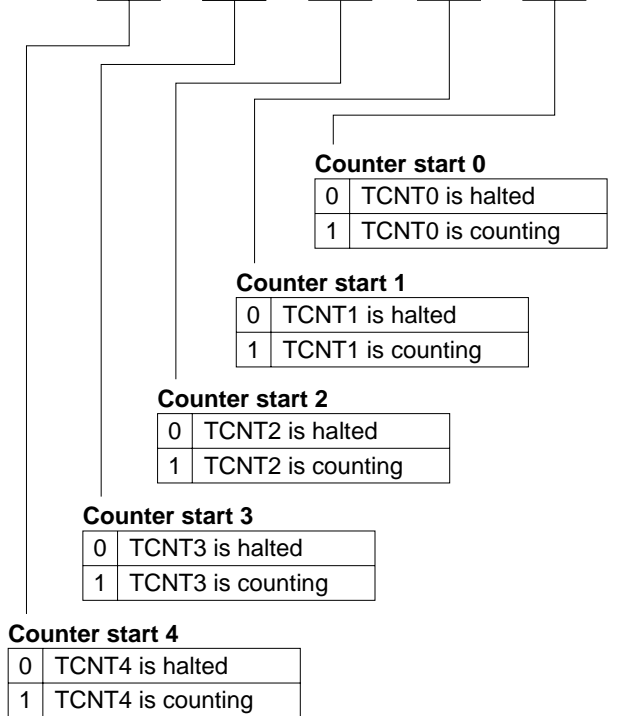 Counter start 0
0 TCNT0 is halted
1 TCNT0 is counting
Counter start 1
0 TCNT1 is halted
1 TCNT1 is counting
Counter start 2
0 TCNT2 is halted
1 TCNT2 is counting
Counter start 3
0 TCNT3 is halted
1 TCNT3 is counting
Counter start 4
0 TCNT4 is halted
1 TCNT4 is counting